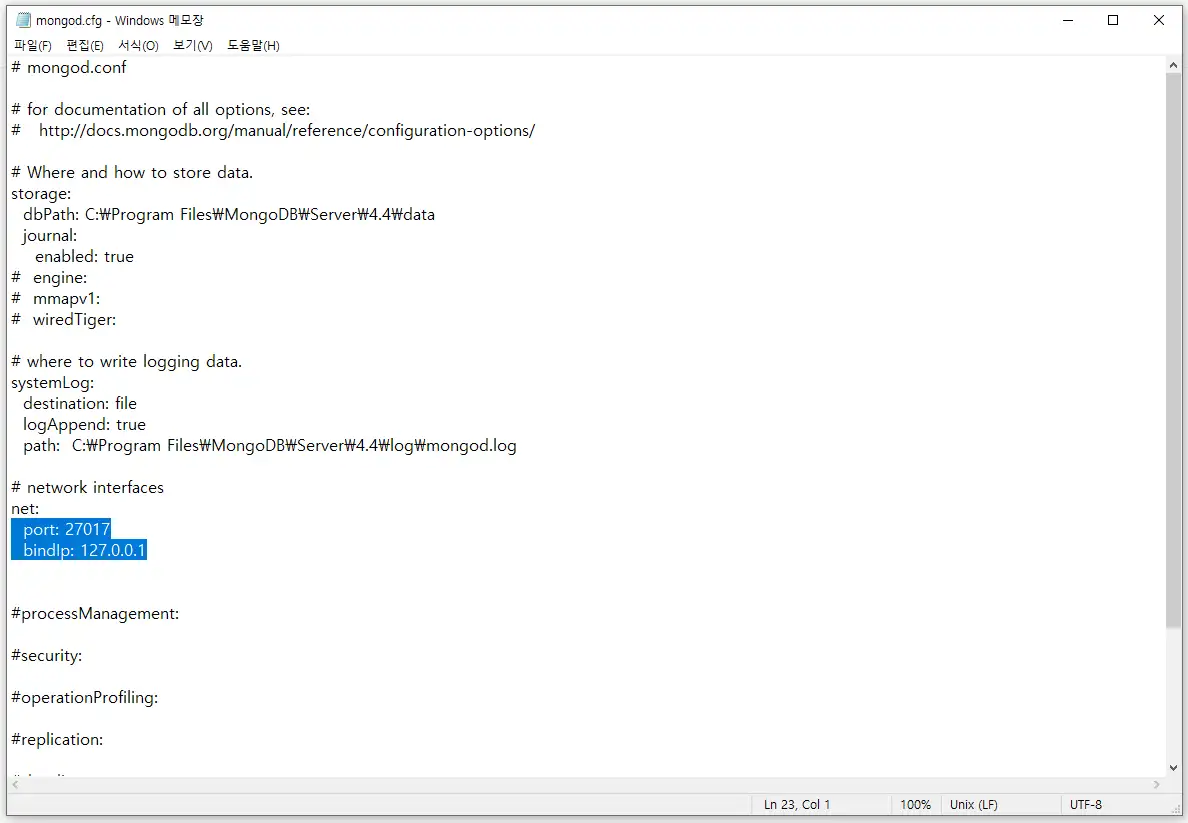 mongod.cfg - Windows 메모장
파일(F) 편집(E) 서식(O) 보기(V) 도움말(H)
# mongod.conf
# for documentation of all options, see:
# http://docs.mongodb.org/manual/reference/configuration-options/
# Where and how to store data.
storage:
dbPath: C:₩Program Files₩MongoDB₩Server₩4.4₩data
journal:
enabled: true
# engine:
# mmapv1:
# wiredTiger:
# where to write logging data.
systemLog:
destination: file
logAppend: true
path: C:₩Program Files₩MongoDB₩Server₩4.4₩log₩mongod.log
# network interfaces
net:
port: 27017
bindIp: 127.0.0.1
#processManagement:
#security:
#operationProfiling:
#replication:
Ln 23, Col 1 100% Unix (LF) UTF-8